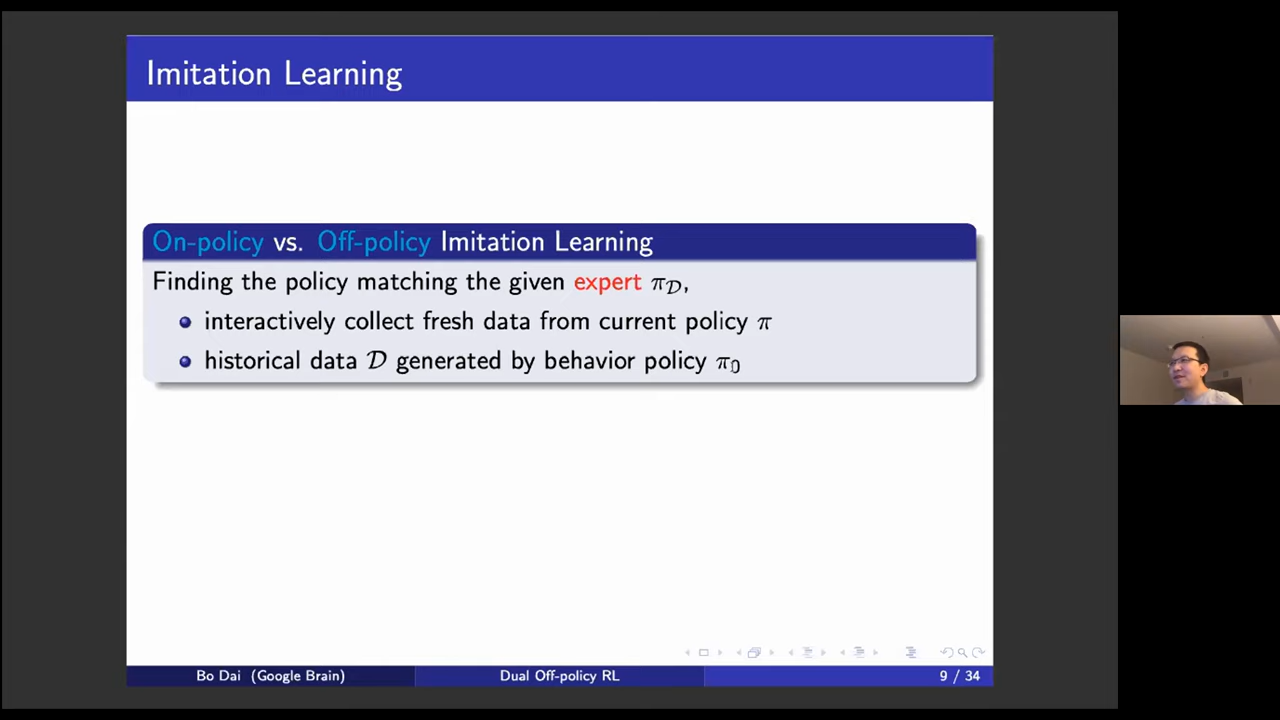 Imitation Learning
On-policy vs. Off-policy Imitation Learning
Finding the policy matching the given expert π_𝒟,
interactively collect fresh data from current policy π
historical data 𝒟 generated by behavior policy π_0
Bo Dai (Google Brain)
Dual Off-policy RL
9 / 34